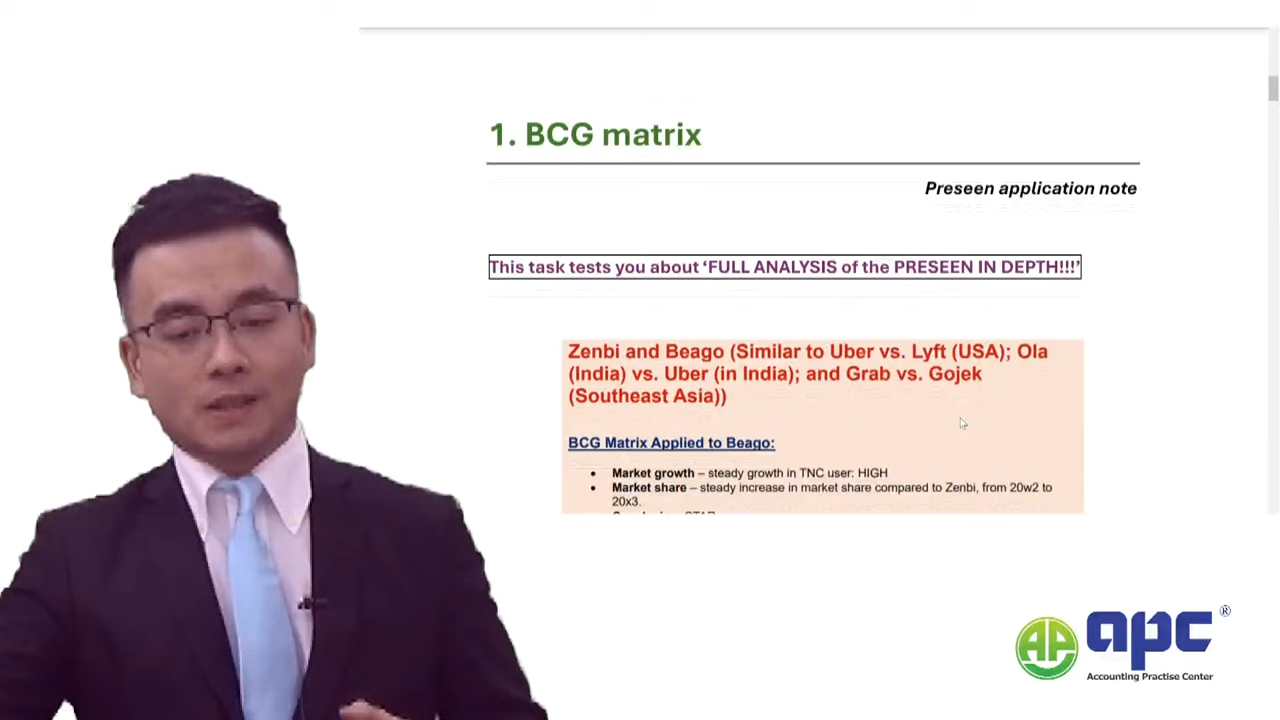 1. BCG matrix
Preseen application note
This task tests you about ‘FULL ANALYSIS of the PRESEEN IN DEPTH!!!’
Zenbi and Beago (Similar to Uber vs. Lyft (USA); Ola
(India) vs. Uber (in India); and Grab vs. Gojek
(Southeast Asia))
BCG Matrix Applied to Beago:
• Market growth – steady growth in TNC user: HIGH
• Market share – steady increase in market share compared to Zenbi, from 20w2 to
20x3.
AP apc®
Accounting Practise Center